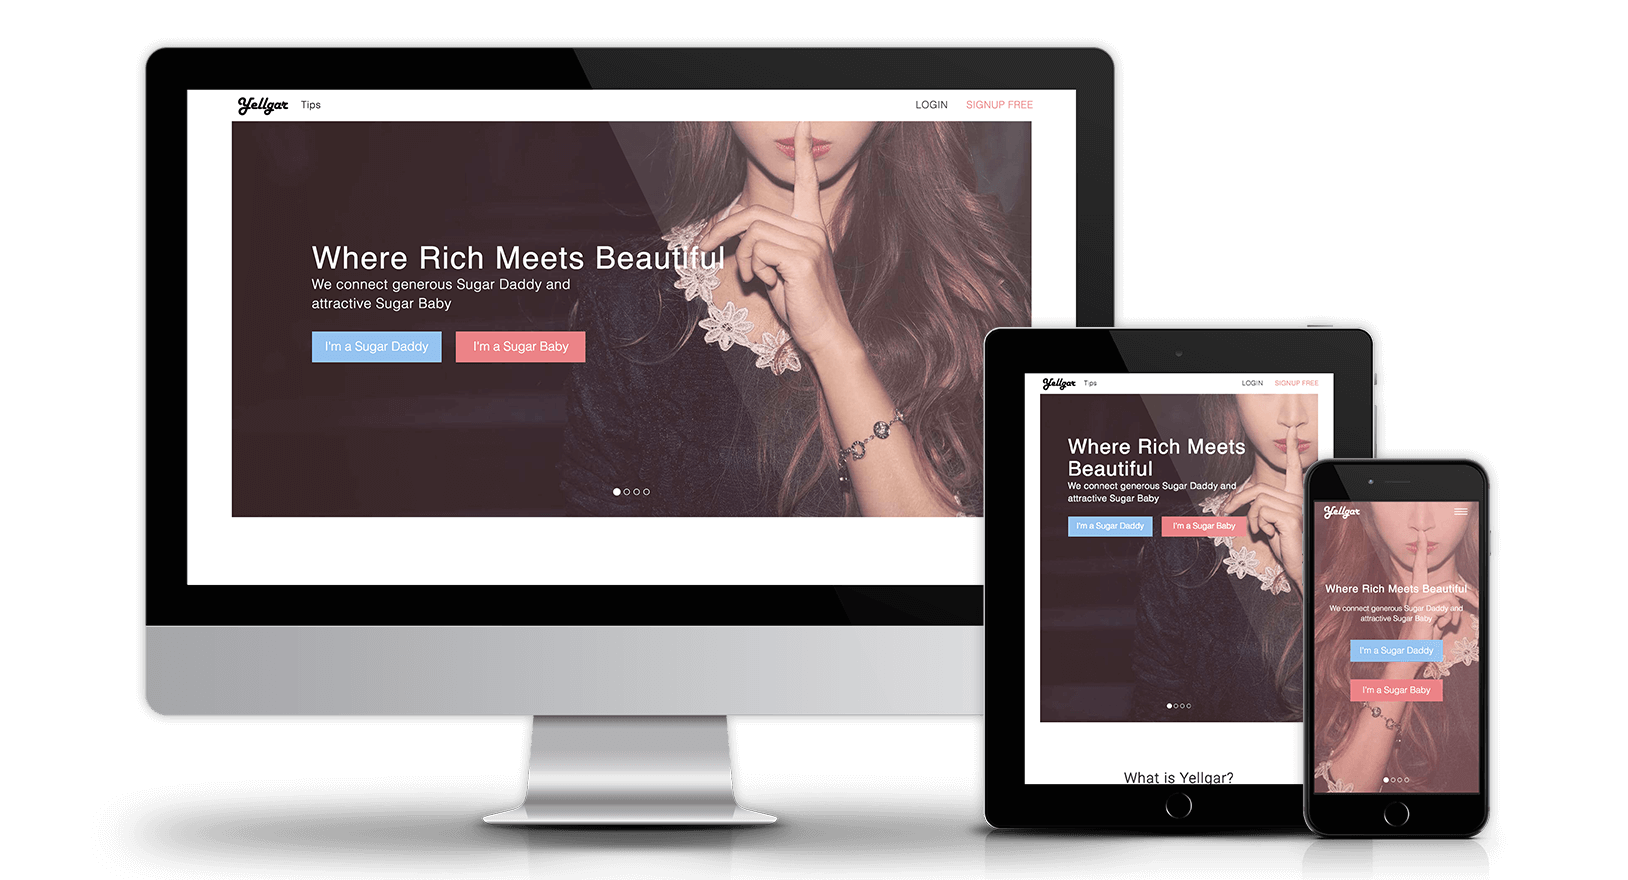 Yellgar Tips LOGIN SIGNUP FREE
Where Rich Meets Beautiful
We connect generous Sugar Daddy and
attractive Sugar Baby
I'm a Sugar Daddy I'm a Sugar Baby
Yellgar Tips LOGIN SIGNUP FREE
Where Rich Meets
Beautiful
We connect generous Sugar Daddy and
attractive Sugar Baby
I'm a Sugar Daddy I'm a Sugar Baby
What is Yellgar?
Yellgar
Where Rich Meets Beautiful
We connect generous Sugar Daddy and
attractive Sugar Baby
I'm a Sugar Daddy
I'm a Sugar Baby